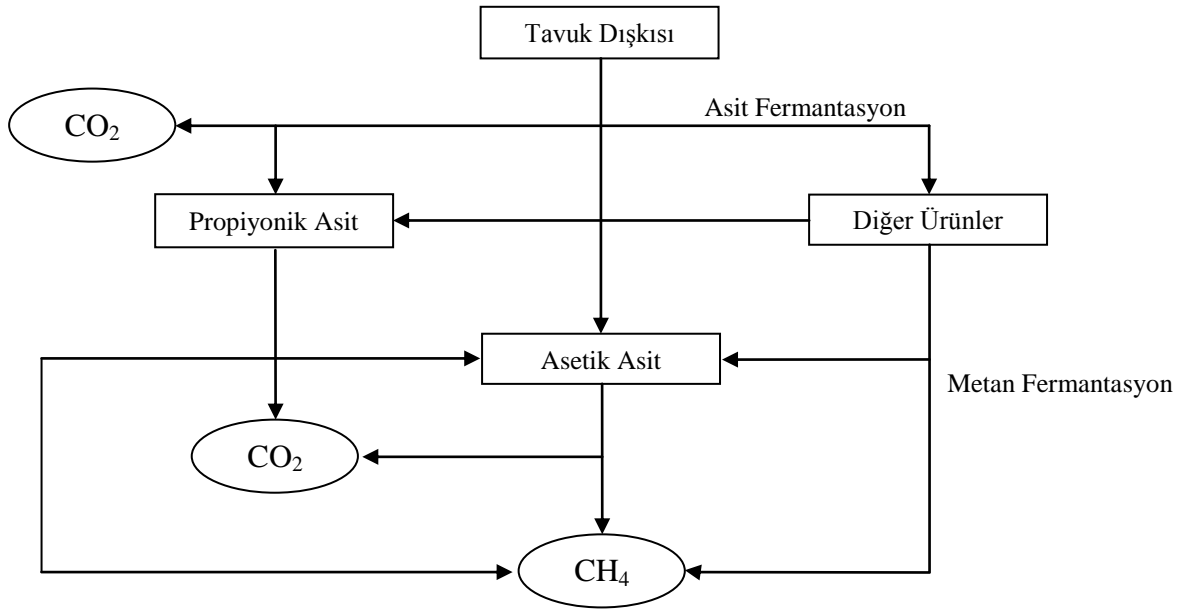 Tavuk Dışkısı
Asit Fermantasyon
CO₂
Propiyonik Asit
Diğer Ürünler
Asetik Asit
Metan Fermantasyon
CO₂
CH₄